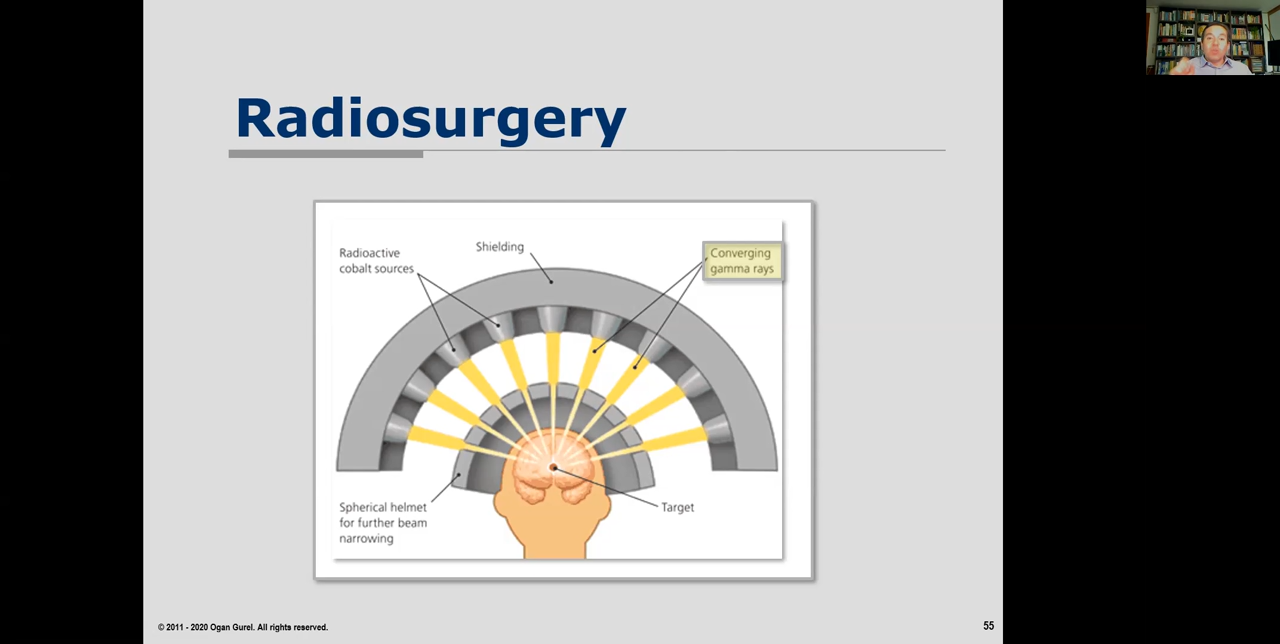 Radiosurgery
Radioactive
cobalt sources
Shielding
Converging
gamma rays
Spherical helmet
for further beam
narrowing
Target
© 2011 - 2020 Ogan Gurel. All rights reserved.
55